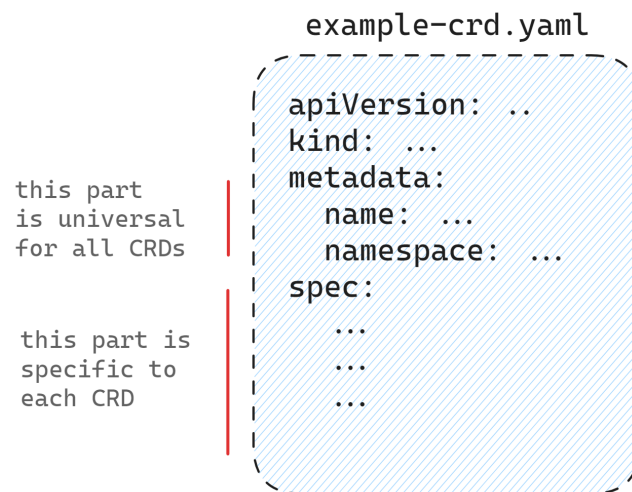 example-crd.yaml
apiVersion: ..
kind: ...
metadata:
name: ...
namespace: ...
spec:
...
...
...
this part
is universal
for all CRDs
this part is
specific to
each CRD